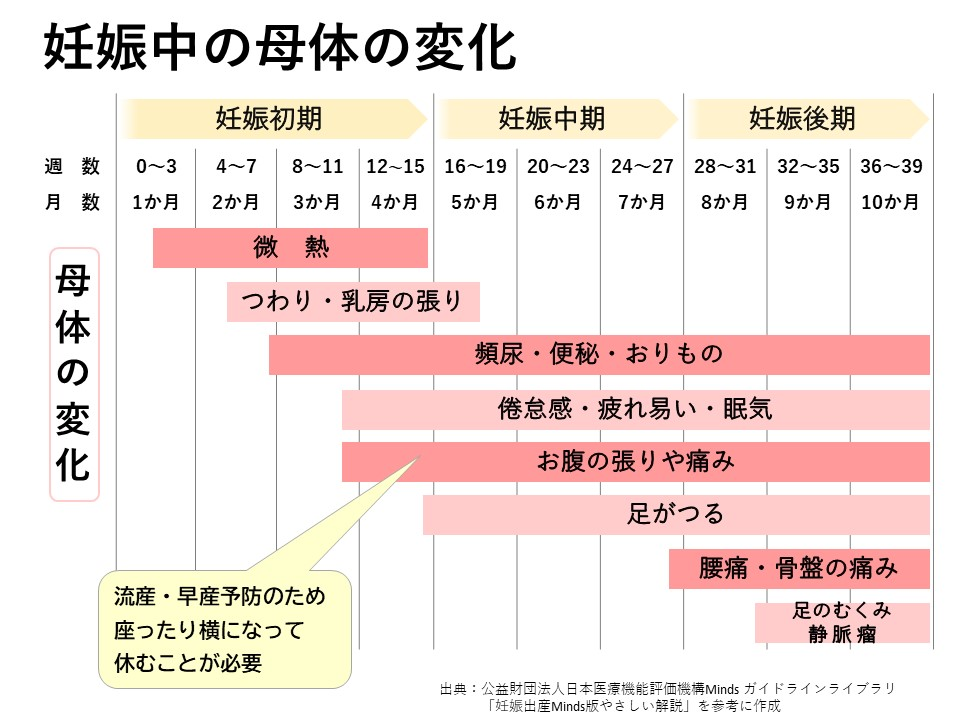 妊娠中の母体の変化
妊娠初期 妊娠中期 妊娠後期
週 数 0～3 4～7 8～11 12~15 16～19 20～23 24～27 28～31 32～35 36～39
月 数 1か月 2か月 3か月 4か月 5か月 6か月 7か月 8か月 9か月 10か月
母体の変化
微 熱
つわり・乳房の張り
頻尿・便秘・おりもの
倦怠感・疲れ易い・眠気
お腹の張りや痛み
足がつる
腰痛・骨盤の痛み
足のむくみ
静脈瘤
流産・早産予防のため
座ったり横になって
休むことが必要
出典：公益財団法人日本医療機能評価機構Minds ガイドラインライブラリ
「妊娠出産Minds版やさしい解説」を参考に作成